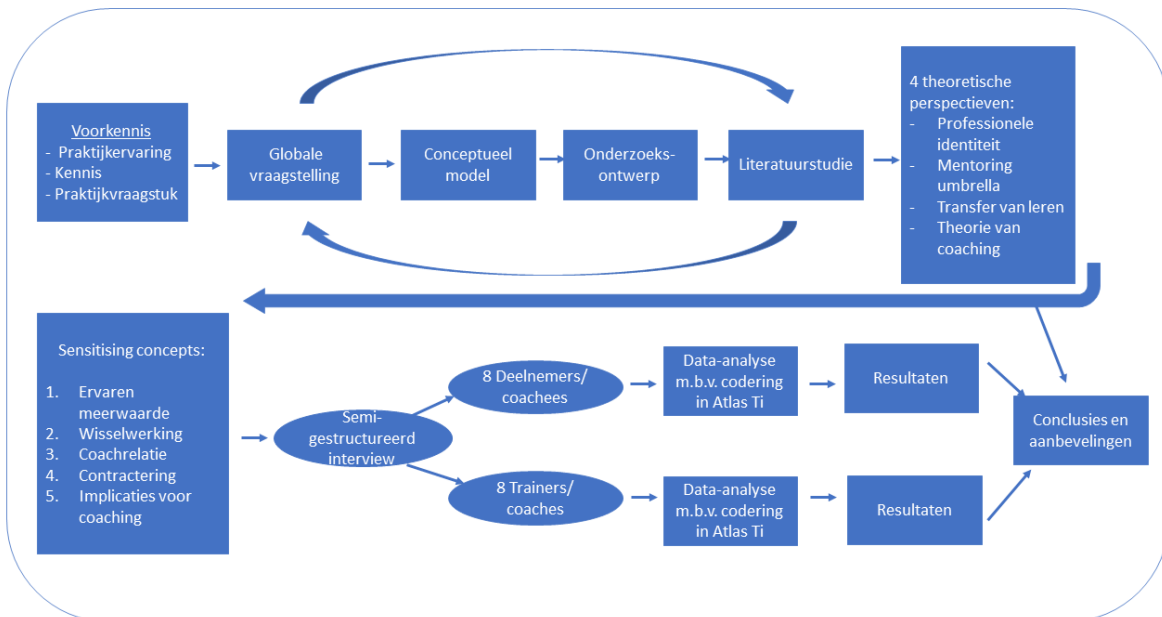 Voorkennis
- Praktijkervaring
- Kennis
- Praktijkvraagstuk
Globale
vraagstelling
Conceptueel
model
Onderzoeks-
ontwerp
Literatuurstudie
4 theoretische
perspectieven:
- Professionele
identiteit
- Mentoring
umbrella
- Transfer van leren
- Theorie van
coaching
Sensitising concepts:
1. Ervaren
meerwaarde
2. Wisselwerking
3. Coachrelatie
4. Contractering
5. Implicaties voor
coaching
Semi-
gestructureerd
interview
8 Deelnemers/
coachees
Data-analyse
m.b.v. codering
in Atlas Ti
Resultaten
8 Trainers/
coaches
Data-analyse
m.b.v. codering
in Atlas Ti
Resultaten
Conclusies en
aanbevelingen